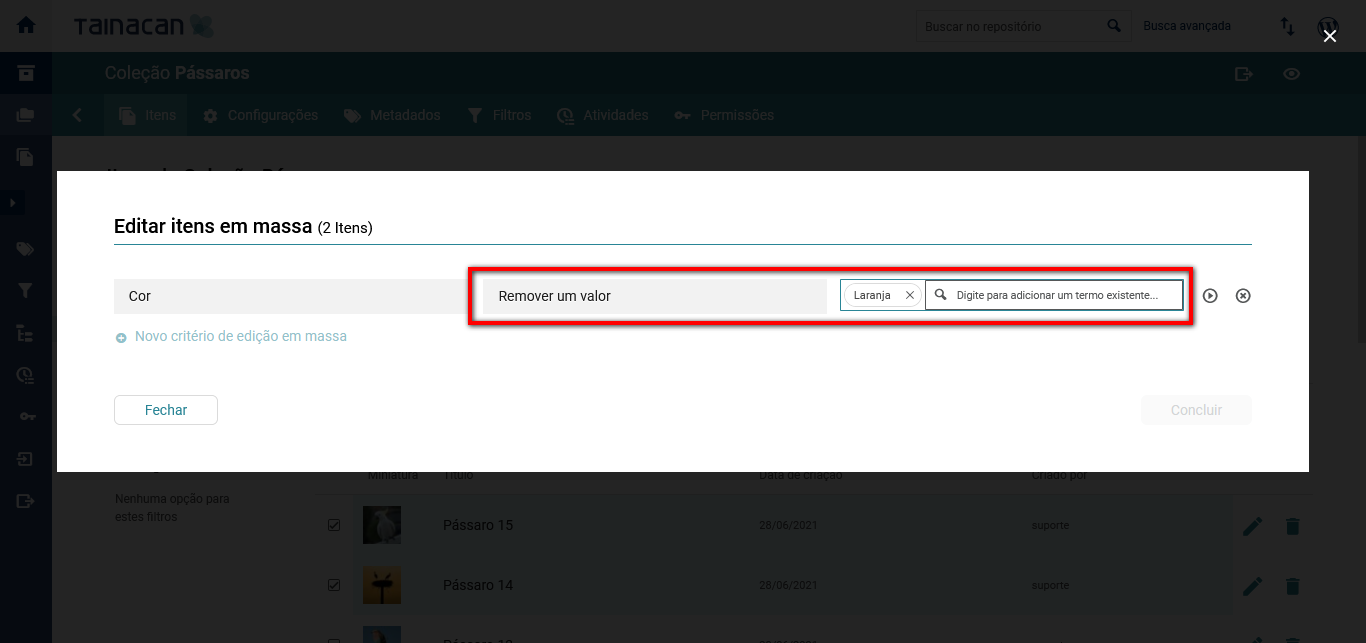 Tainacan
Buscar no repositório
Busca avançada
Coleção Pássaros
Itens
Configurações
Metadados
Filtros
Atividades
Permissões
Editar itens em massa (2 Itens)
Cor
Remover um valor
Laranja
Digite para adicionar um termo existente...
Novo critério de edição em massa
Fechar
Concluir
Miniatura
Título
Data de criação
Criado por
Nenhuma opção para
estes filtros
Pássaro 15
28/06/2021
suporte
Pássaro 14
28/06/2021
suporte